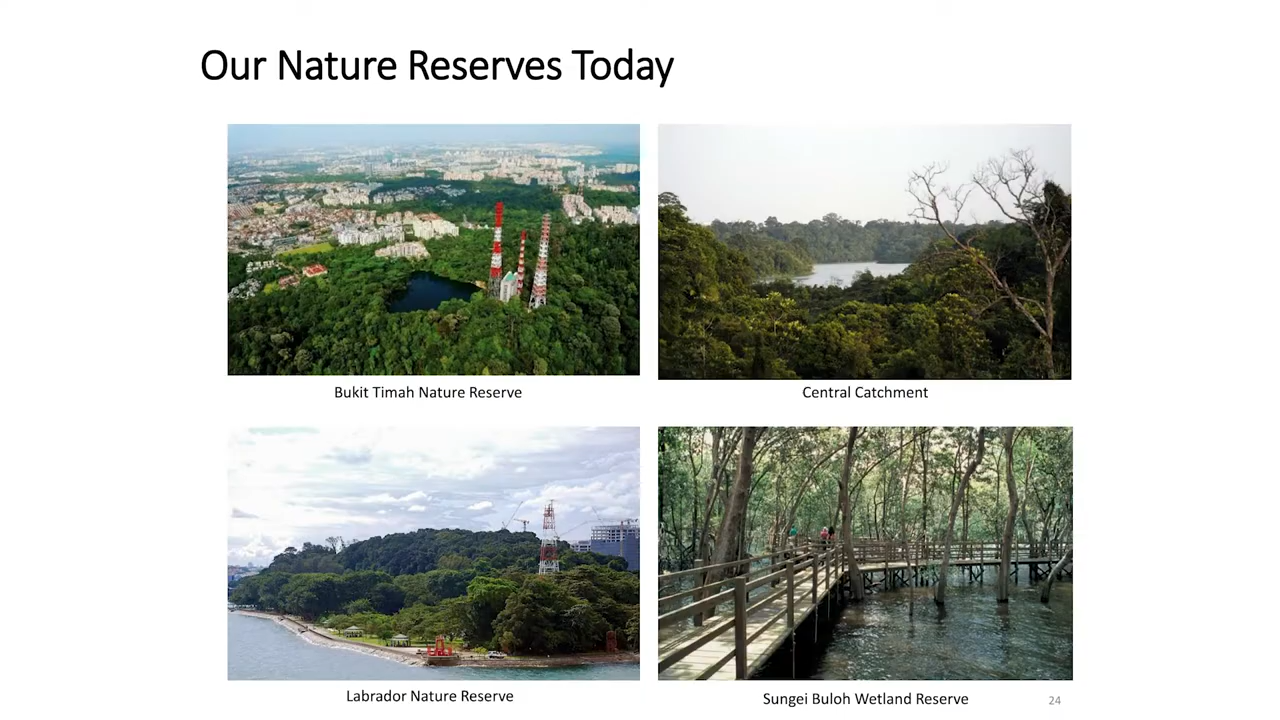 Our Nature Reserves Today
Bukit Timah Nature Reserve
Central Catchment
Labrador Nature Reserve
Sungei Buloh Wetland Reserve
24